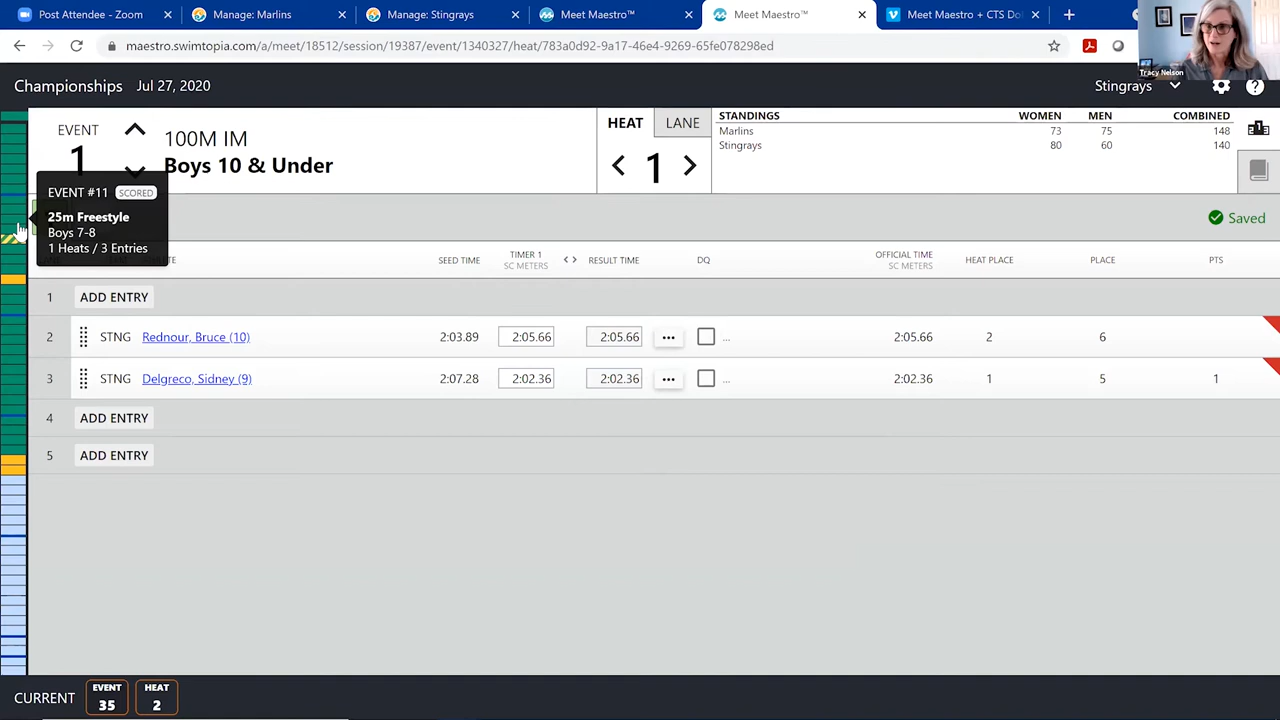 Post Attendee - Zoom
Manage: Marlins
Manage: Stingrays
Meet Maestro™
Meet Maestro™
Meet Maestro + CTS Do
maestro.swimtopia.com/a/meet/18512/session/19387/event/1340327/heat/783a0d92-9a17-46e4-9269-65fe078298ed
Tracy Nelson
Championships Jul 27, 2020
Stingrays
EVENT
1
100M IM
Boys 10 & Under
HEAT LANE
1
STANDINGS WOMEN MEN COMBINED
Marlins 73 75 148
Stingrays 80 60 140
EVENT #11 SCORED
25m Freestyle
Boys 7-8
1 Heats / 3 Entries
Saved
SEED TIME TIMER 1 SC METERS <> RESULT TIME DQ OFFICIAL TIME SC METERS HEAT PLACE PLACE PTS
1 ADD ENTRY
2 STNG Rednour, Bruce (10) 2:03.89 2:05.66 2:05.66 ... ... 2:05.66 2 6
3 STNG Delgreco, Sidney (9) 2:07.28 2:02.36 2:02.36 ... ... 2:02.36 1 5 1
4 ADD ENTRY
5 ADD ENTRY
CURRENT EVENT 35 HEAT 2